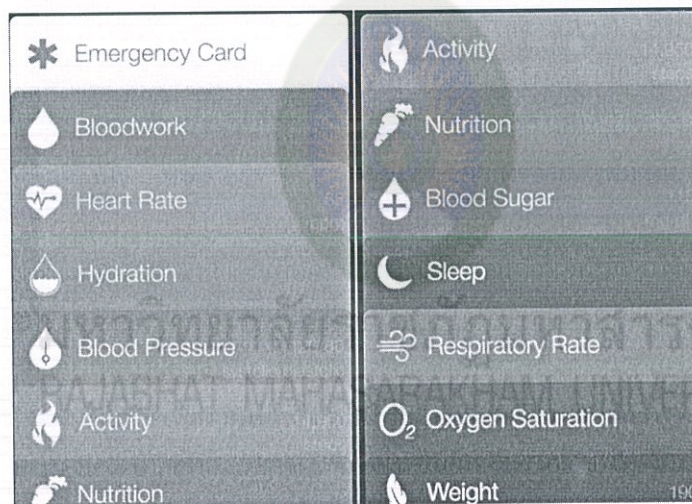 Emergency Card
Bloodwork
Heart Rate
Hydration
Blood Pressure
Activity
Nutrition
Activity
Nutrition
Blood Sugar
Sleep
Respiratory Rate
O₂ Oxygen Saturation
Weight
RAJABHAT MAHASARAKHAM